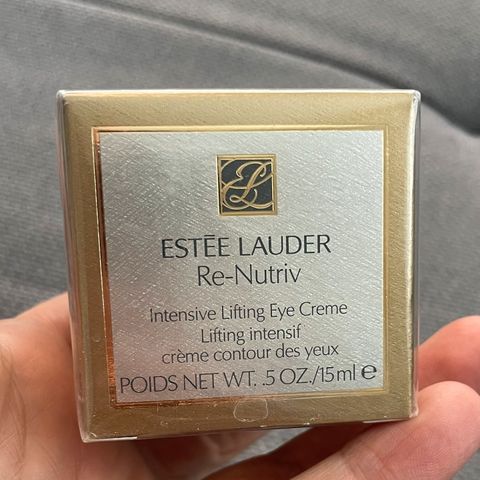 EL
ESTĒE LAUDER
Re-Nutriv
Intensive Lifting Eye Creme
Lifting intensif
crème contour des yeux
POIDS NET WT. .5 OZ./15ml ℮